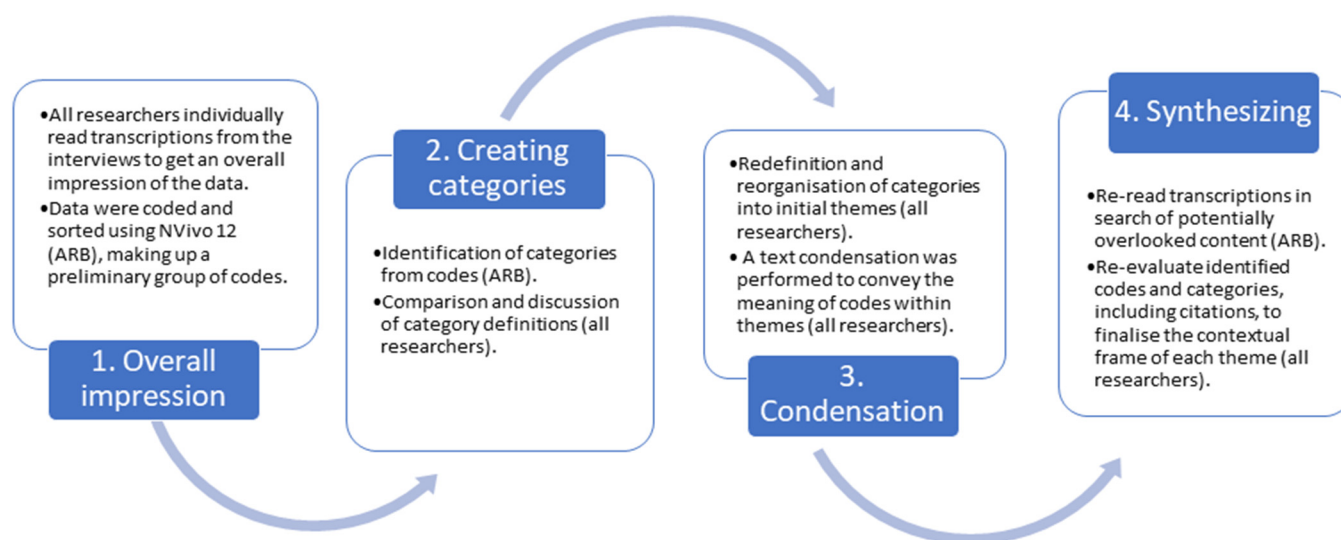 •All researchers individually
read transcriptions from the
interviews to get an overall
impression of the data.
•Data were coded and
sorted using NVivo 12
(ARB), making up a
preliminary group of codes.
1. Overall
impression
2. Creating
categories
•Identification of categories
from codes (ARB).
•Comparison and discussion
of category definitions (all
researchers).
•Redefinition and
reorganisation of categories
into initial themes (all
researchers).
• A text condensation was
performed to convey the
meaning of codes within
themes (all researchers).
3.
Condensation
4. Synthesizing
•Re-read transcriptions in
search of potentially
overlooked content (ARB).
•Re-evaluate identified
codes and categories,
including citations, to
finalise the contextual
frame of each theme (all
researchers).